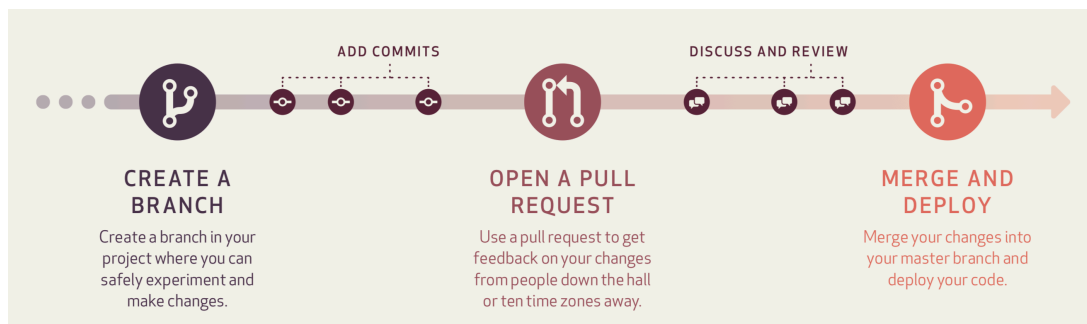 ADD COMMITS
DISCUSS AND REVIEW
CREATE A
BRANCH
Create a branch in your
project where you can
safely experiment and
make changes.
OPEN A PULL
REQUEST
Use a pull request to get
feedback on your changes
from people down the hall
or ten time zones away.
MERGE AND
DEPLOY
Merge your changes into
your master branch and
deploy your code.